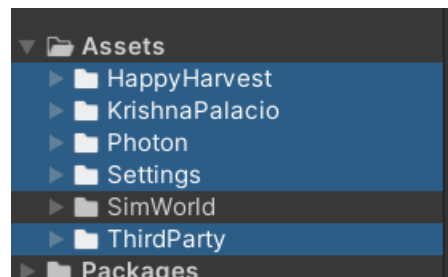 Assets
HappyHarvest
KrishnaPalacio
Photon
Settings
SimWorld
ThirdParty
Packages